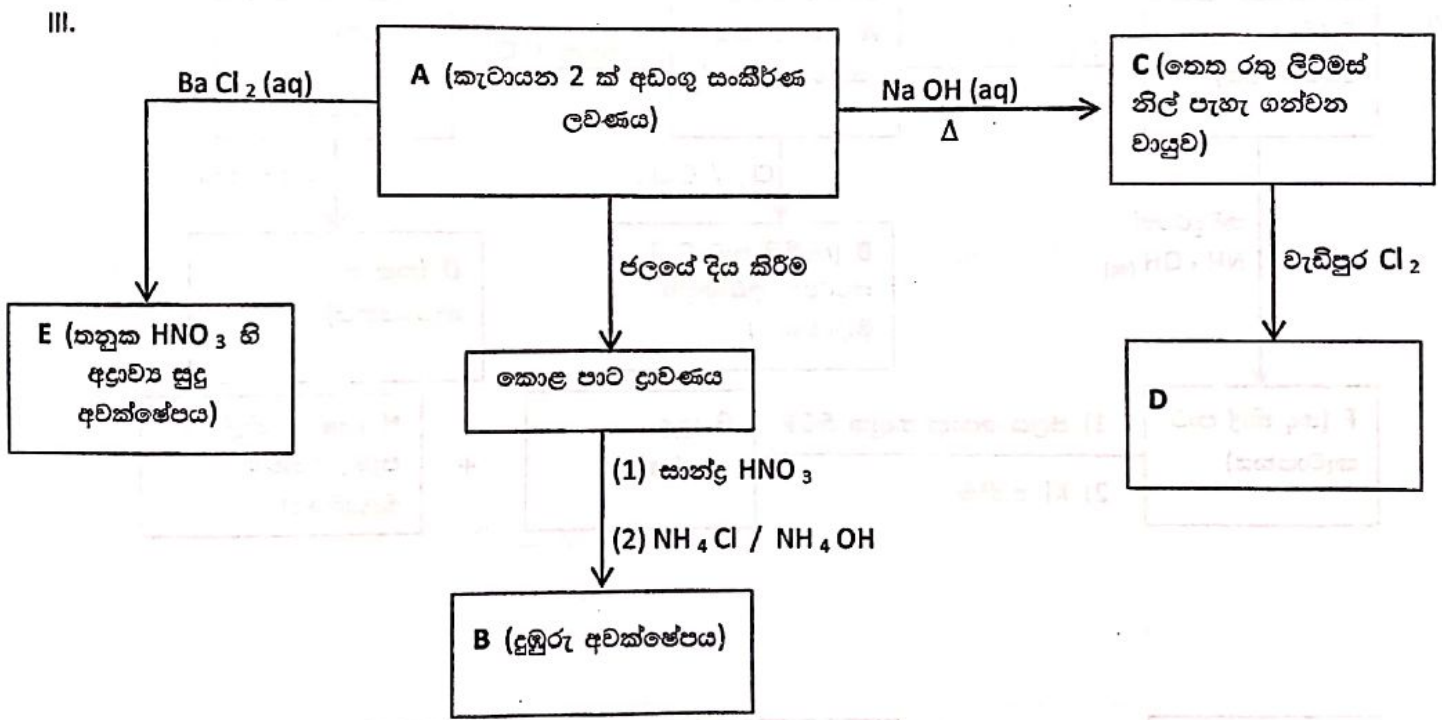 III.
Ba Cl 2 (aq)
A (කැටායන 2 ක් අඩංගු සංකීර්ණ
ලවණය)
Na OH (aq)
Δ
C (තෙත රතු ලිට්මස්
නිල් පැහැ ගන්වන
වායුව)
ජලයේ දිය කිරීම
වැඩිපුර Cl 2
E (තනුක HNO 3 හි
අද්‍රාව්‍ය සුදු
අවක්ෂේපය)
කොළ පාට ද්‍රාවණය
D
(1) සාන්ද්‍ර HNO 3
(2) NH 4 Cl / NH 4 OH
B (දුඹුරු අවක්ෂේපය)